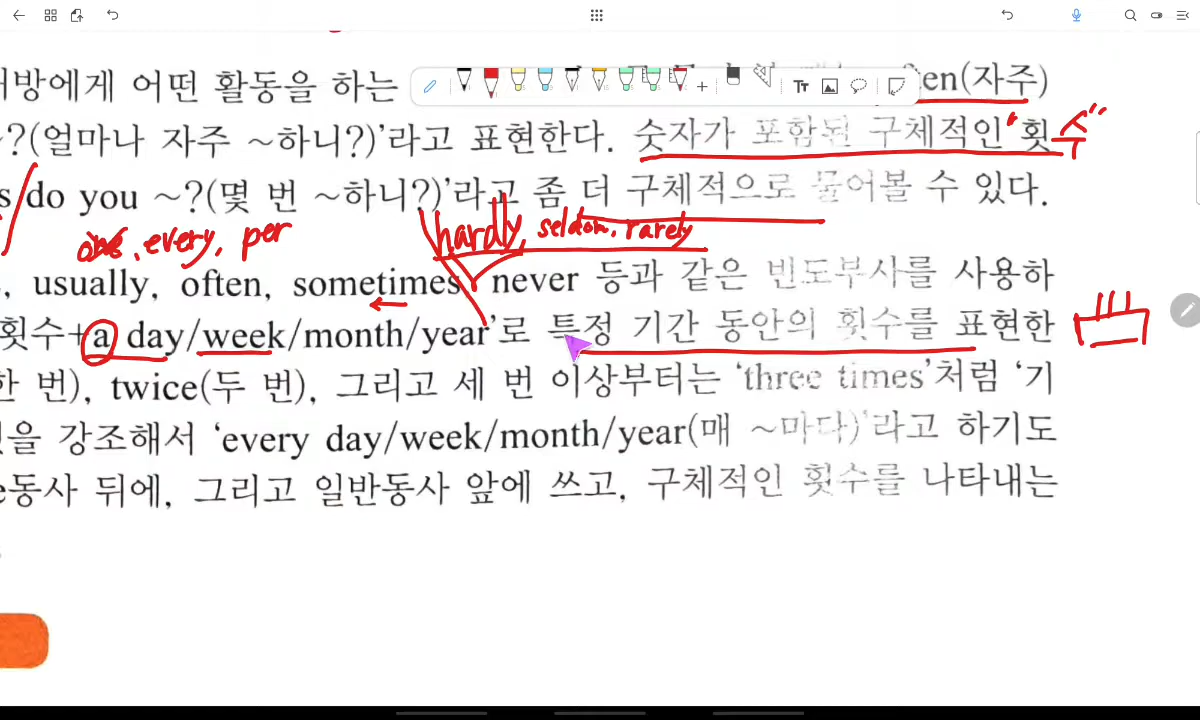 에게 어떤 활동을 하는 en(자주)
~?(얼마나 자주 ~하니?)’라고 표현한다. 숫자가 포함된 구체적인 “횟수”
s do you ~?(몇 번 ~하니?)’라고 좀 더 구체적으로 물어볼 수 있다.
one, every, per hardly, seldom, rarely
, usually, often, sometimes, never 등과 같은 빈도부사를 사용하
횟수+a day/week/month/year’로 특정 기간 동안의 횟수를 표현한
한 번), twice(두 번), 그리고 세 번 이상부터는 ‘three times’처럼 ‘기
을 강조해서 ‘every day/week/month/year(매 ~마다)’라고 하기도
e동사 뒤에, 그리고 일반동사 앞에 쓰고, 구체적인 횟수를 나타내는